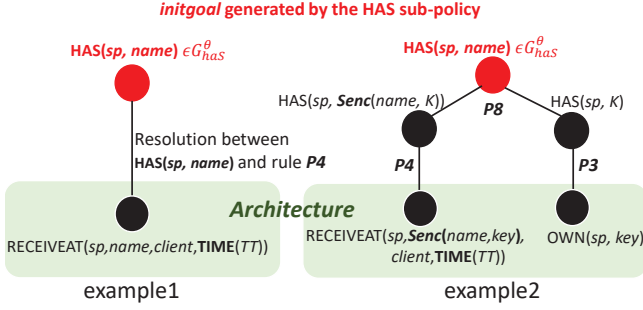 initgoal generated by the HAS sub-policy
HAS(sp, name) ϵG^θ_haS
HAS(sp, name) ϵG^θ_haS
HAS(sp, Senc(name, K))
P8
HAS(sp, K)
Resolution between
HAS(sp, name) and rule P4
P4
P3
Architecture
RECEIVEAT(sp,name,client,TIME(TT))
RECEIVEAT(sp,Senc(name,key),
client,TIME(TT))
OWN(sp, key)
example1
example2